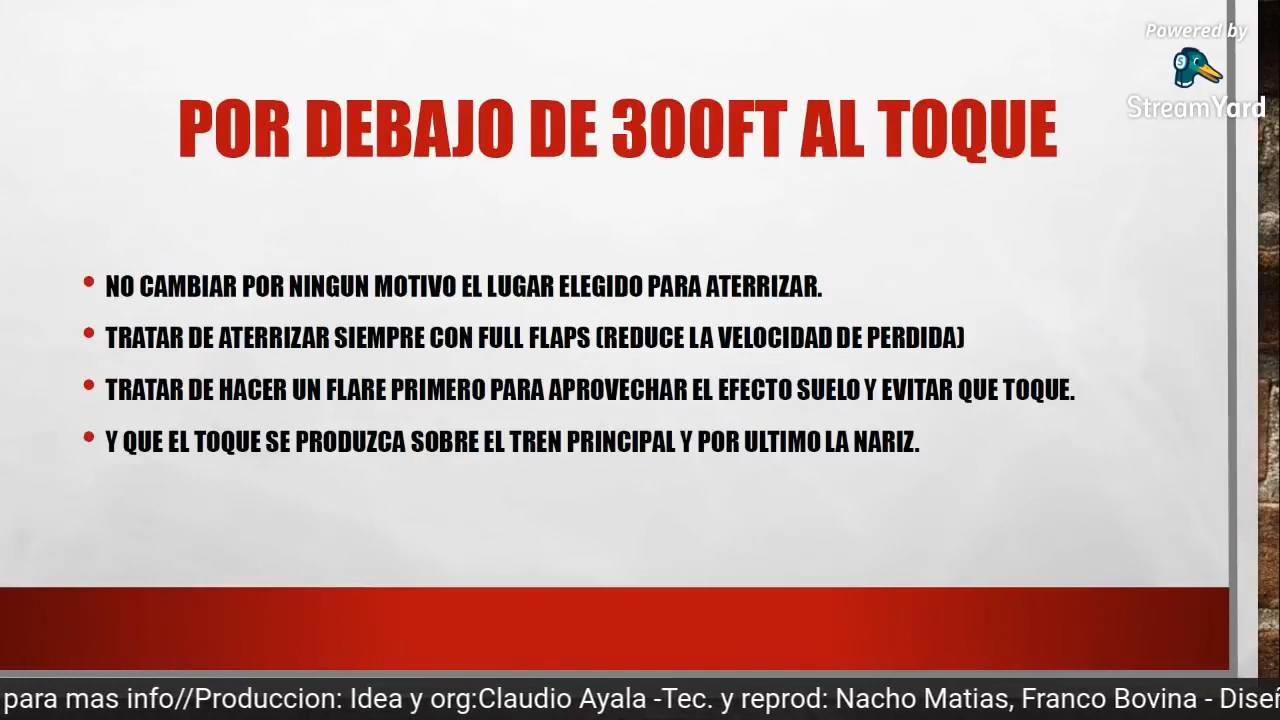 Powered by
StreamYard
POR DEBAJO DE 300FT AL TOQUE
• NO CAMBIAR POR NINGUN MOTIVO EL LUGAR ELEGIDO PARA ATERRIZAR.
• TRATAR DE ATERRIZAR SIEMPRE CON FULL FLAPS (REDUCE LA VELOCIDAD DE PERDIDA)
• TRATAR DE HACER UN FLARE PRIMERO PARA APROVECHAR EL EFECTO SUELO Y EVITAR QUE TOQUE.
• Y QUE EL TOQUE SE PRODUZCA SOBRE EL TREN PRINCIPAL Y POR ULTIMO LA NARIZ.
para mas info//Produccion: Idea y org:Claudio Ayala -Tec. y reprod: Nacho Matias, Franco Bovina -